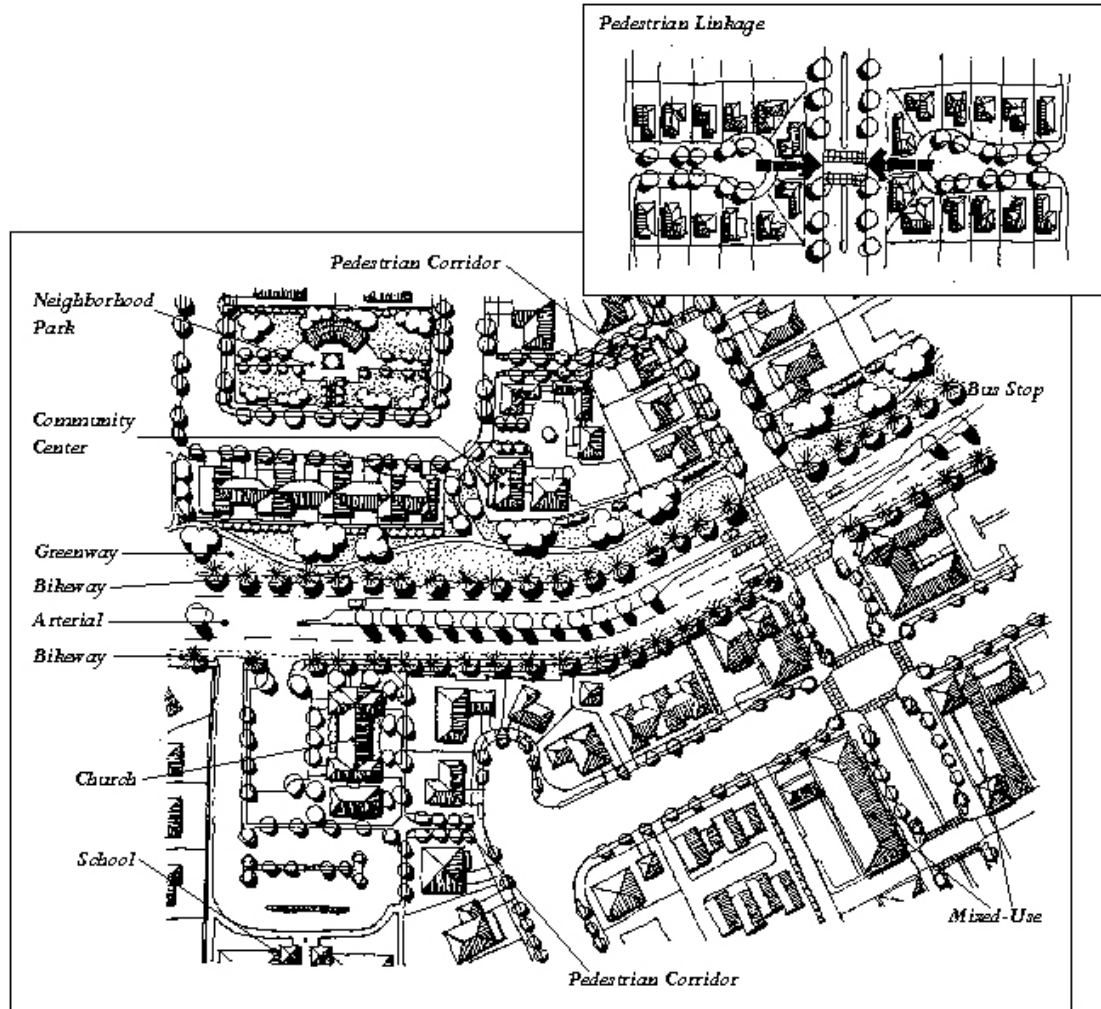 Pedestrian Linkage
Pedestrian Corridor
Neighborhood
Park
Bus Stop
Community
Center
Greenway
Bikeway
Arterial
Bikeway
Church
School
Mixed-Use
Pedestrian Corridor